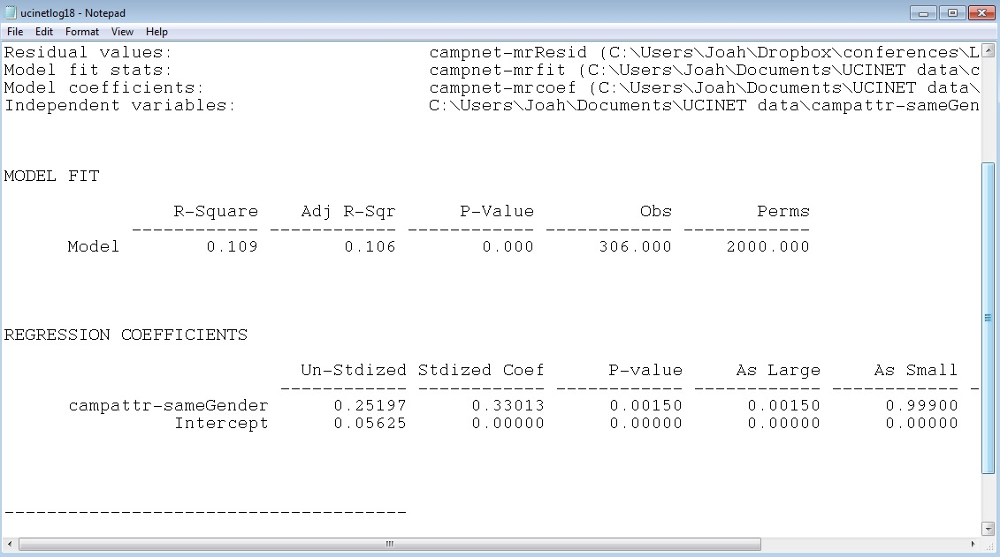 ucinetlog18 - Notepad
File Edit Format View Help
Residual values: campnet-mrResid (C:\Users\Joah\Dropbox\conferences\L
Model fit stats: campnet-mrfit (C:\Users\Joah\Documents\UCINET data\c
Model coefficients: campnet-mrcoef (C:\Users\Joah\Documents\UCINET data\
Independent variables: C:\Users\Joah\Documents\UCINET data\campattr-sameGen
MODEL FIT
R-Square Adj R-Sqr P-Value Obs Perms
------------ ------------ ------------ ------------ ------------
Model 0.109 0.106 0.000 306.000 2000.000
REGRESSION COEFFICIENTS
Un-Stdized Stdized Coef P-value As Large As Small
------------ ------------ ------------ ------------ ------------ -
campattr-sameGender 0.25197 0.33013 0.00150 0.00150 0.99900
Intercept 0.05625 0.00000 0.00000 0.00000 0.00000
--------------------------------------